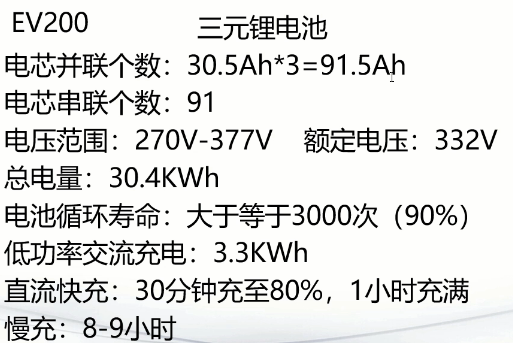 EV200 三元锂电池
电芯并联个数：30.5Ah*3=91.5Ah
电芯串联个数：91
电压范围：270V-377V 额定电压：332V
总电量：30.4KWh
电池循环寿命：大于等于3000次（90%）
低功率交流充电：3.3KWh
直流快充：30分钟充至80%，1小时充满
慢充：8-9小时